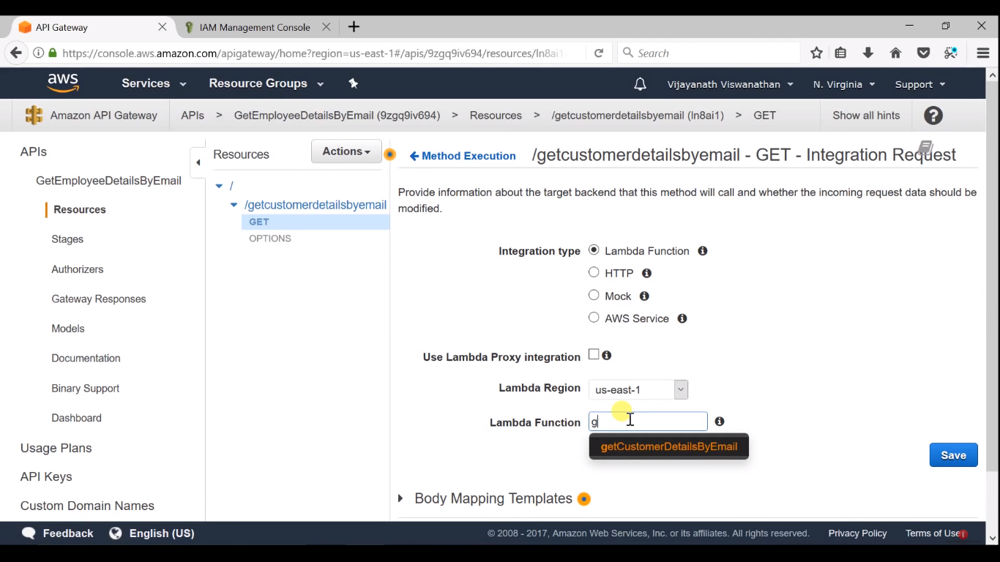 API Gateway
IAM Management Console
https://console.aws.amazon.com/apigateway/home?region=us-east-1#/apis/9zgq9iv694/resources/ln8ai1
Search
aws
Services
Resource Groups
Vijayanath Viswanathan
N. Virginia
Support
Amazon API Gateway
APIs > GetEmployeeDetailsByEmail (9zgq9iv694) > Resources > /getcustomerdetailsbyemail (ln8ai1) > GET
Show all hints
?
APIs
GetEmployeeDetailsByEmail
Resources
Stages
Authorizers
Gateway Responses
Models
Documentation
Binary Support
Dashboard
Usage Plans
API Keys
Custom Domain Names
Resources
Actions
/
/getcustomerdetailsbyemail
GET
OPTIONS
Method Execution
/getcustomerdetailsbyemail - GET - Integration Request
Provide information about the target backend that this method will call and whether the incoming request data should be
modified.
Integration type
Lambda Function
HTTP
Mock
AWS Service
Use Lambda Proxy integration
Lambda Region
us-east-1
Lambda Function
g
getCustomerDetailsByEmail
Save
Body Mapping Templates
Feedback
English (US)
© 2008 - 2017, Amazon Web Services, Inc. or its affiliates. All rights reserved.
Privacy Policy
Terms of Use